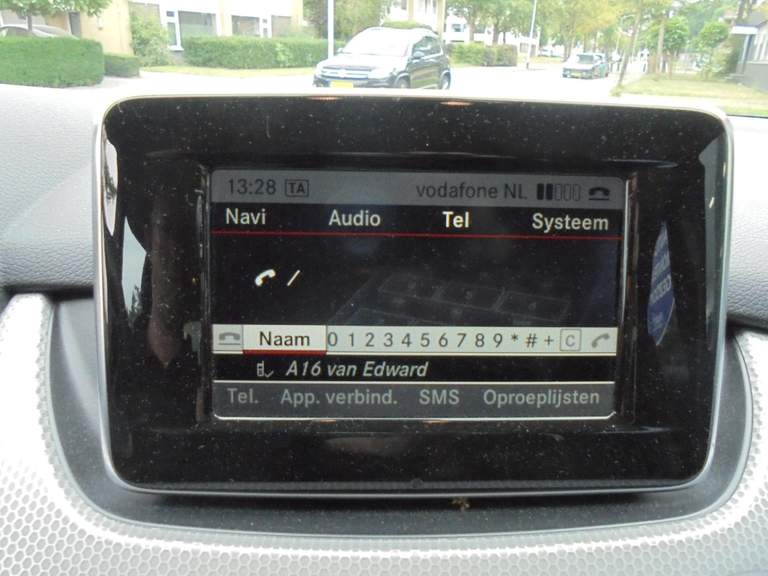 13:28 TA vodafone NL
Navi Audio Tel Systeem
/
Naam 0 1 2 3 4 5 6 7 8 9 * # + C
A16 van Edward
Tel. App. verbind. SMS Oproeplijsten